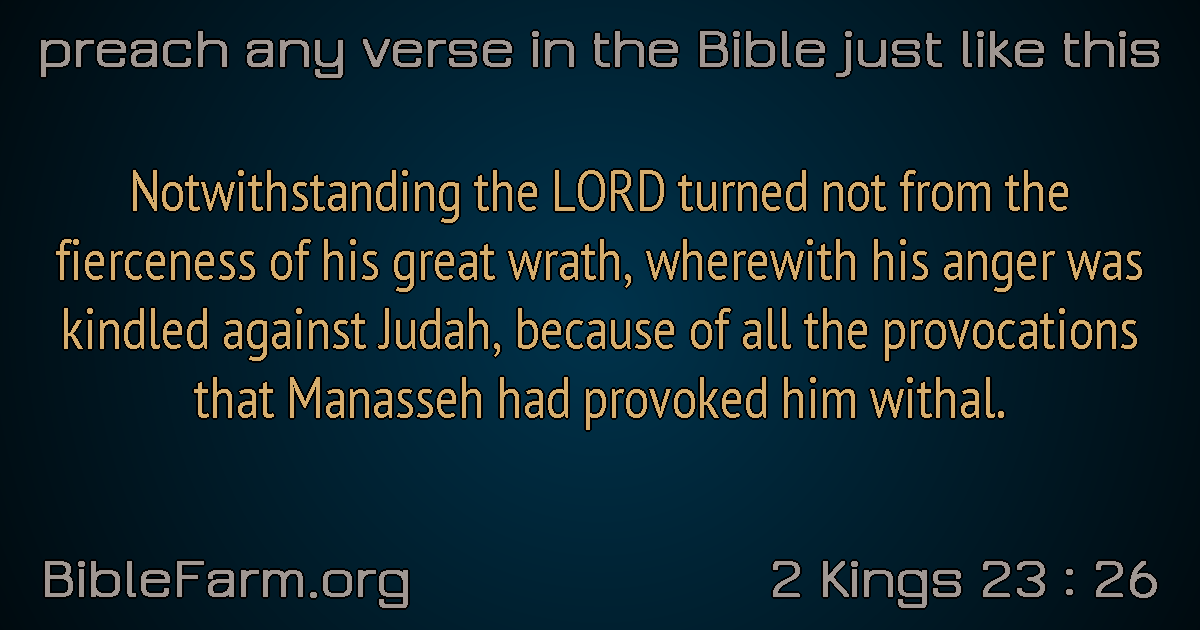 preach any verse in the Bible just like this
Notwithstanding the LORD turned not from the
fierceness of his great wrath, wherewith his anger was
kindled against Judah, because of all the provocations
that Manasseh had provoked him withal.
BibleFarm.org
2 Kings 23 : 26